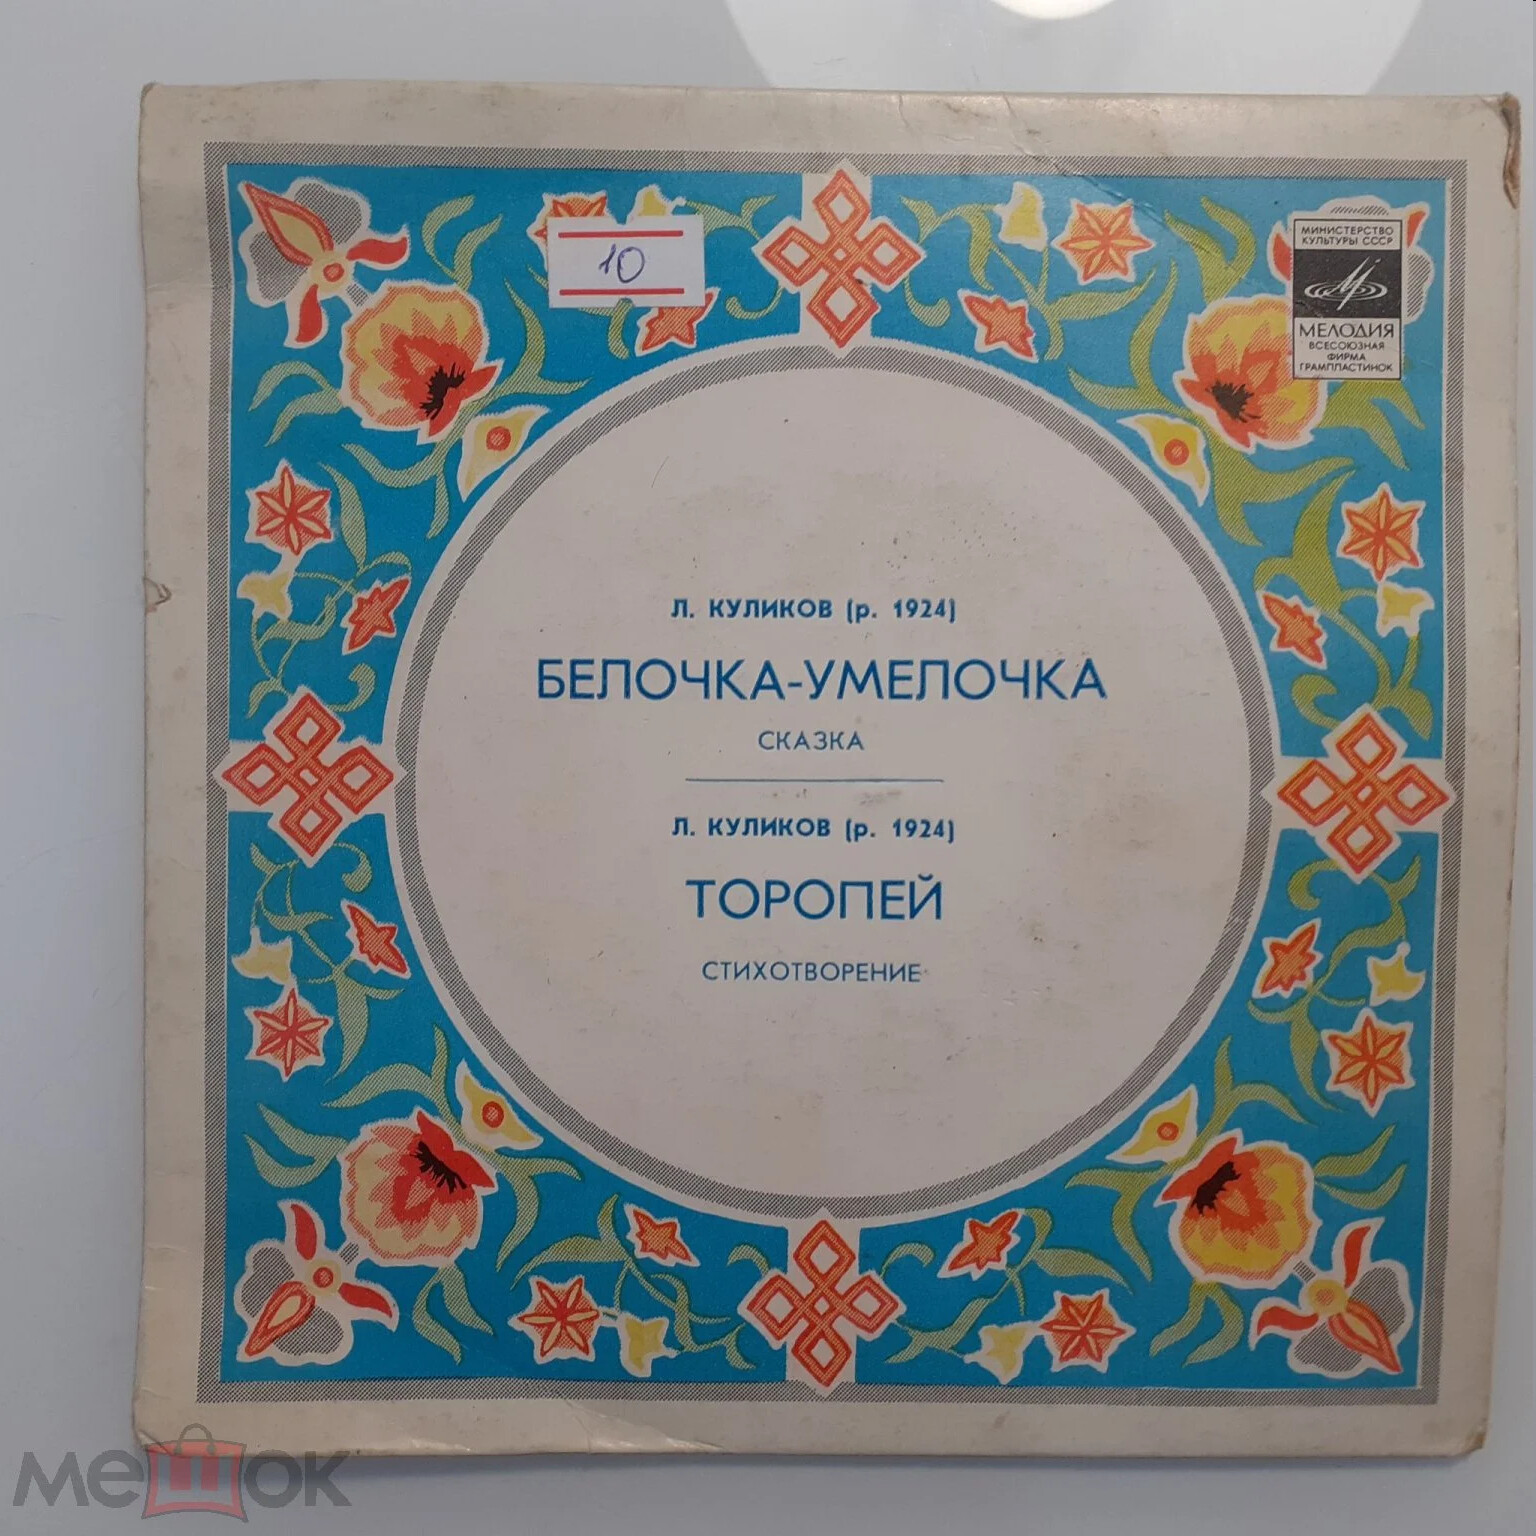 10
МИНИСТЕРСТВО
КУЛЬТУРЫ СССР
МЕЛОДИЯ
ВСЕСОЮЗНАЯ
ФИРМА
ГРАМПЛАСТИНОК
Л. КУЛИКОВ (р. 1924)
БЕЛОЧКА-УМЕЛОЧКА
СКАЗКА
Л. КУЛИКОВ (р. 1924)
ТОРОПЕЙ
СТИХОТВОРЕНИЕ
мешок